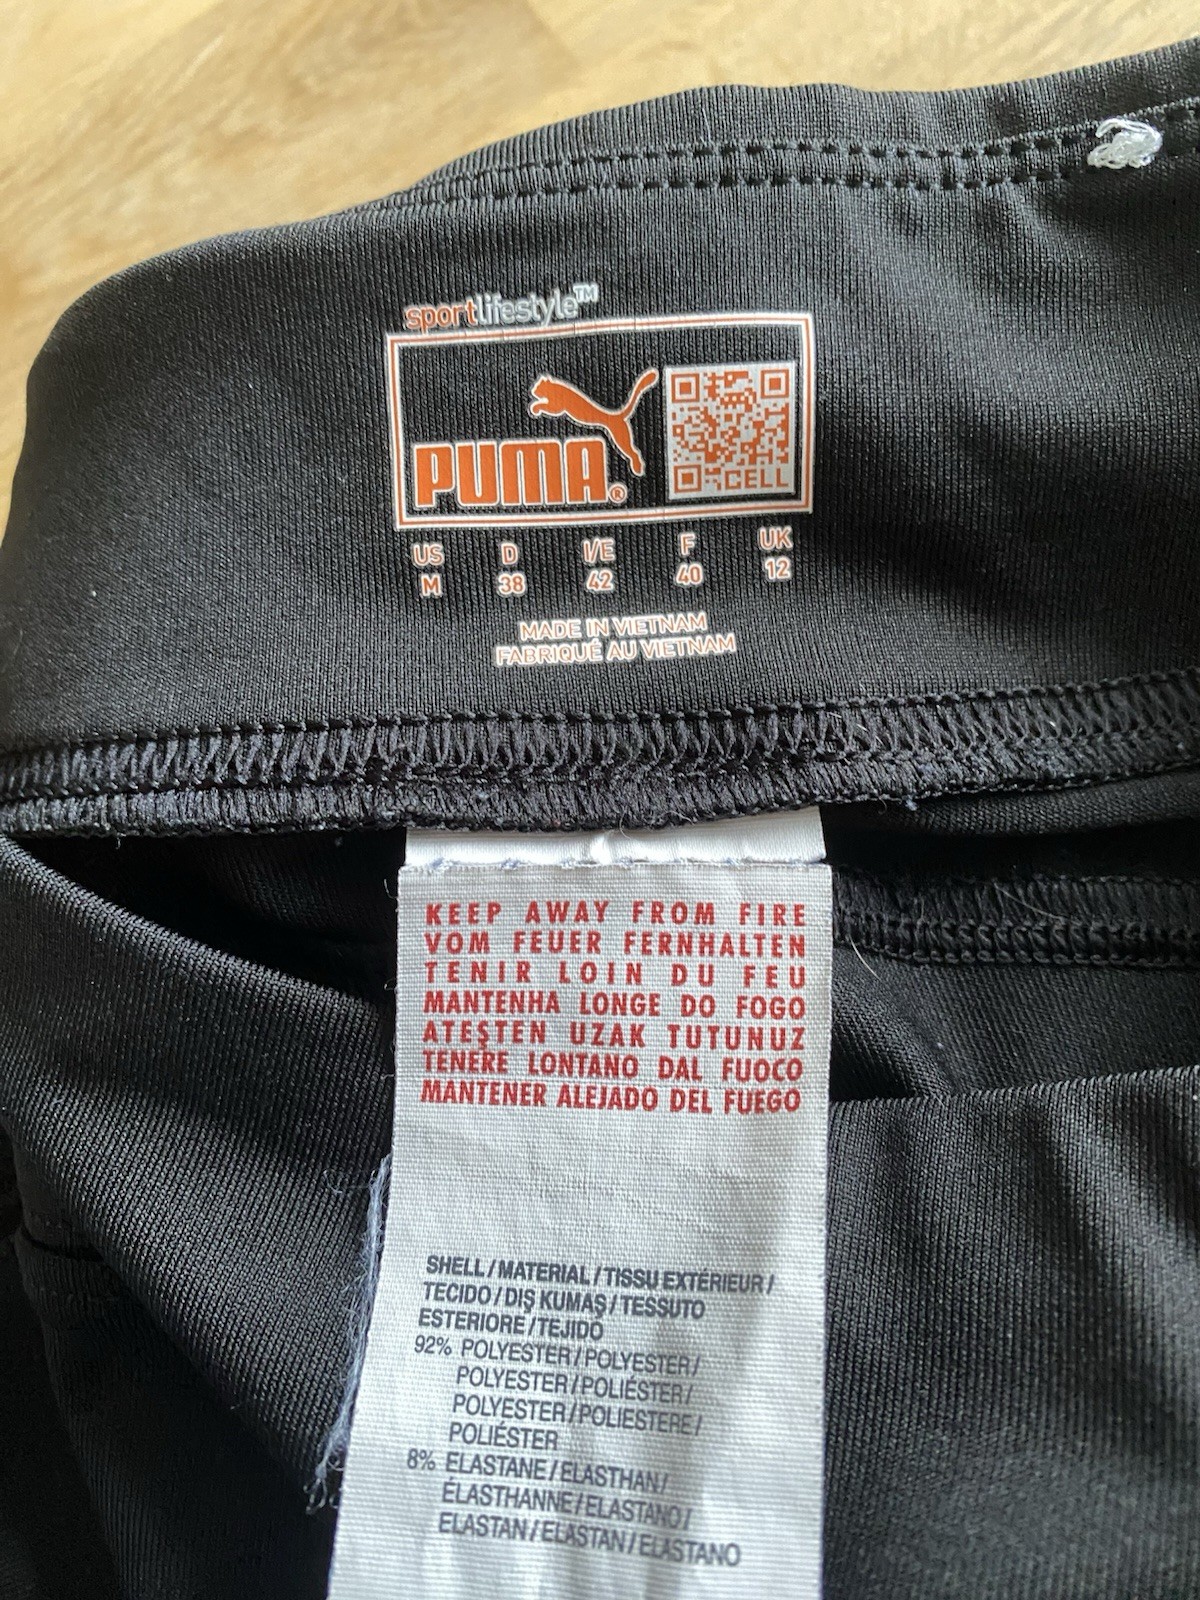 sportlifestyle™
PUMA®
CELL
US D I/E F UK
M 38 42 40 12
MADE IN VIETNAM
FABRIQUÉ AU VIETNAM
KEEP AWAY FROM FIRE
VOM FEUER FERNHALTEN
TENIR LOIN DU FEU
MANTENHA LONGE DO FOGO
ATEŞTEN UZAK TUTUNUZ
TENERE LONTANO DAL FUOCO
MANTENER ALEJADO DEL FUEGO
SHELL/MATERIAL/TISSU EXTÉRIEUR/
TECIDO/DIŞ KUMAŞ/TESSUTO
ESTERIORE/TEJIDO
92% POLYESTER/POLYESTER/
POLYESTER/POLIÉSTER/
POLYESTER/POLIESTERE/
POLIÉSTER
8% ELASTANE/ELASTHAN/
ÉLASTHANNE/ELASTANO/
ELASTAN/ELASTAN/ELASTANO